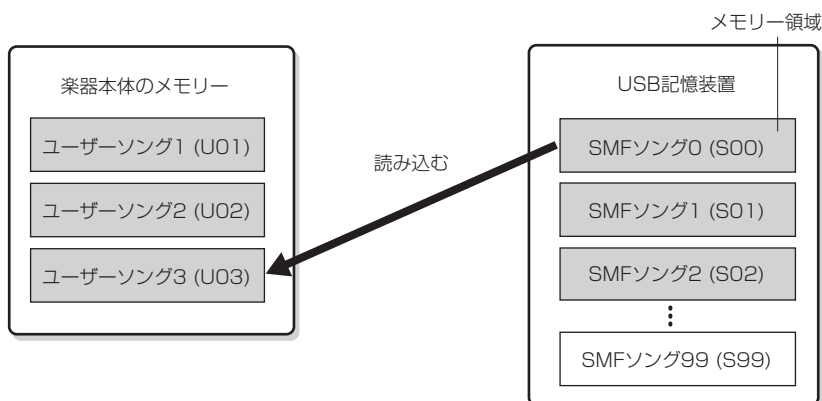 メモリー領域
楽器本体のメモリー
ユーザーソング1 (U01)
ユーザーソング2 (U02)
ユーザーソング3 (U03)
読み込む
USB記憶装置
SMFソング0 (S00)
SMFソング1 (S01)
SMFソング2 (S02)
SMFソング99 (S99)